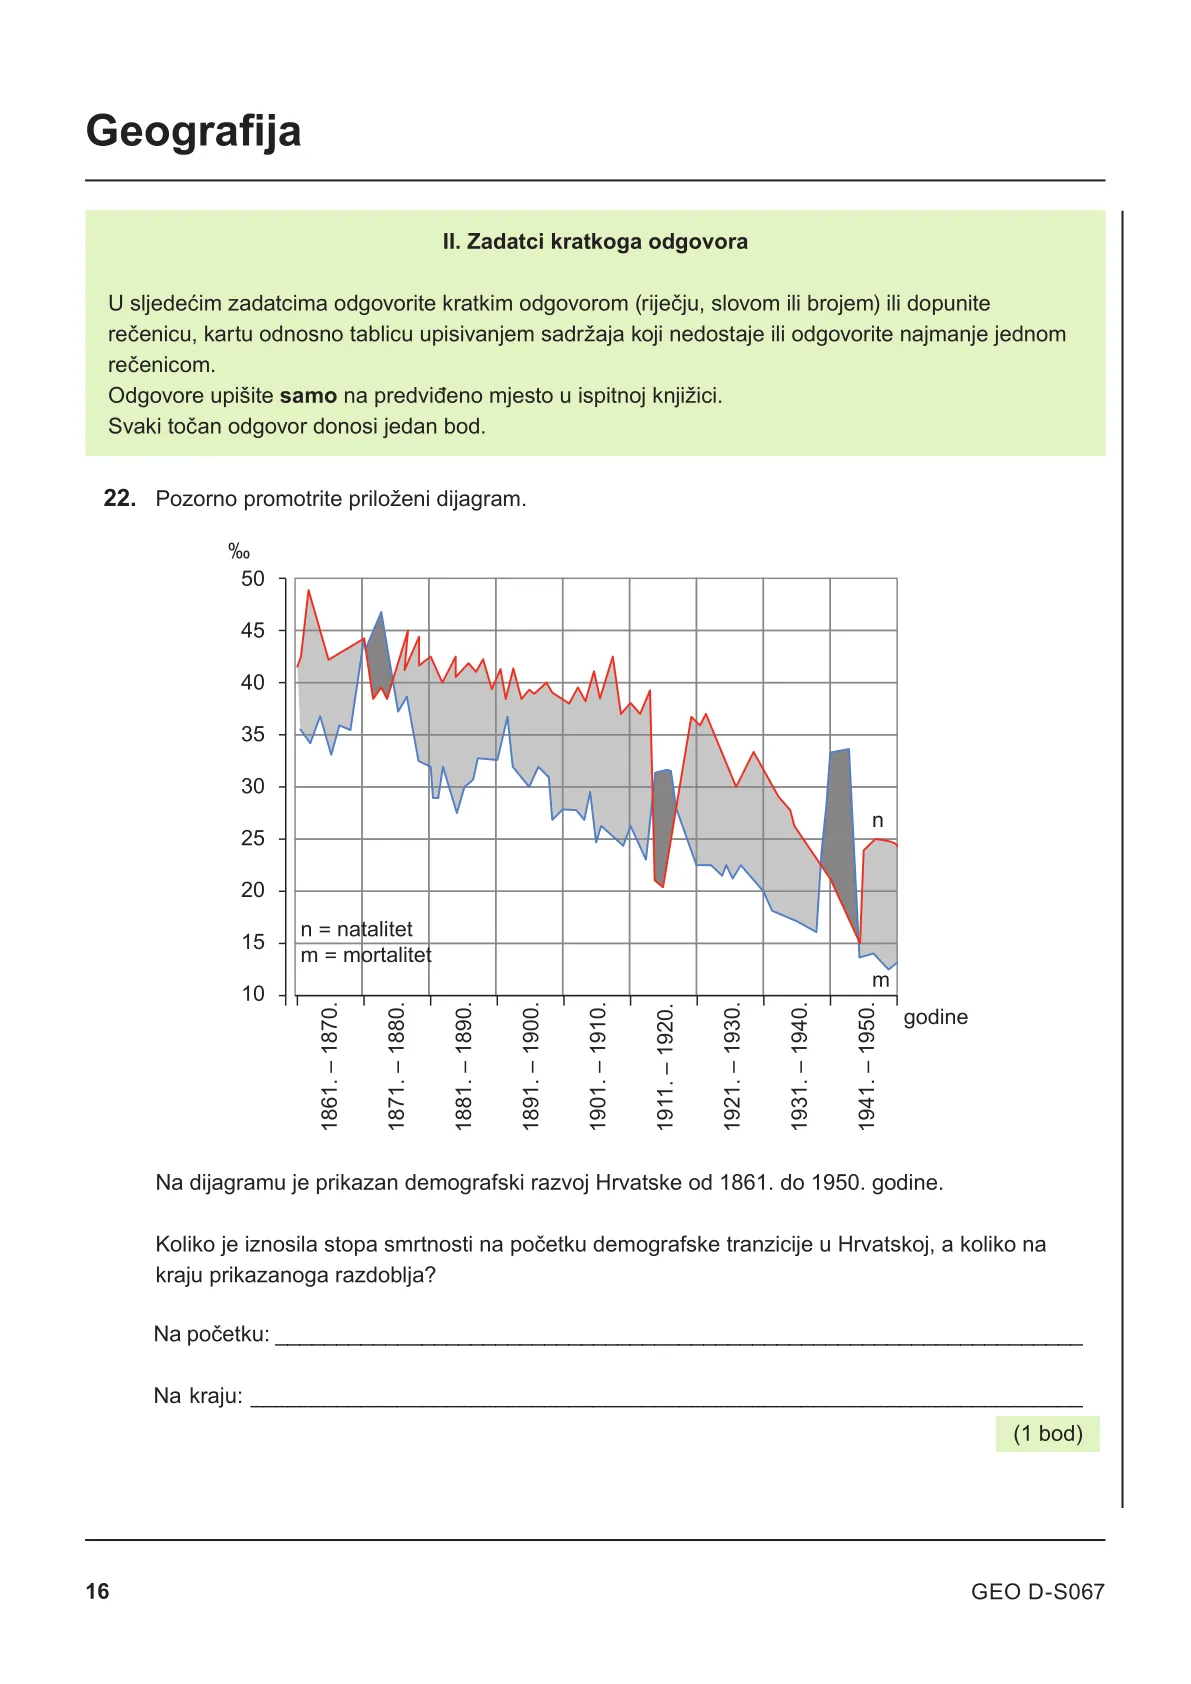 Geografija
II. Zadatci kratkoga odgovora
U sljedećim zadatcima odgovorite kratkim odgovorom (riječju, slovom ili brojem) ili dopunite
rečenicu, kartu odnosno tablicu upisivanjem sadržaja koji nedostaje ili odgovorite najmanje jednom
rečenicom.
Odgovore upišite samo na predviđeno mjesto u ispitnoj knjižici.
Svaki točan odgovor donosi jedan bod.
22. Pozorno promotrite priloženi dijagram.
‰
50
45
40
35
30
25
20
15
10
n
n = natalitet
m = mortalitet
m
godine
1861. – 1870.
1871. – 1880.
1881. – 1890.
1891. – 1900.
1901. – 1910.
1911. – 1920.
1921. – 1930.
1931. – 1940.
1941. – 1950.
Na dijagramu je prikazan demografski razvoj Hrvatske od 1861. do 1950. godine.
Koliko je iznosila stopa smrtnosti na početku demografske tranzicije u Hrvatskoj, a koliko na
kraju prikazanoga razdoblja?
Na početku:
Na kraju:
(1 bod)
16
GEO D-S067